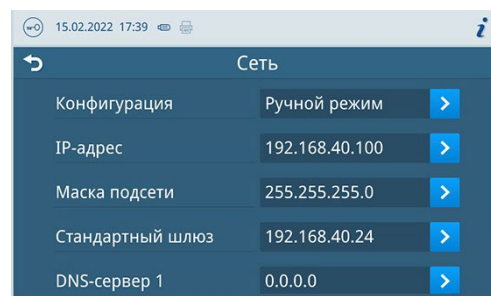 15.02.2022 17:39
i
Сеть
Конфигурация Ручной режим
IP-адрес 192.168.40.100
Маска подсети 255.255.255.0
Стандартный шлюз 192.168.40.24
DNS-сервер 1 0.0.0.0